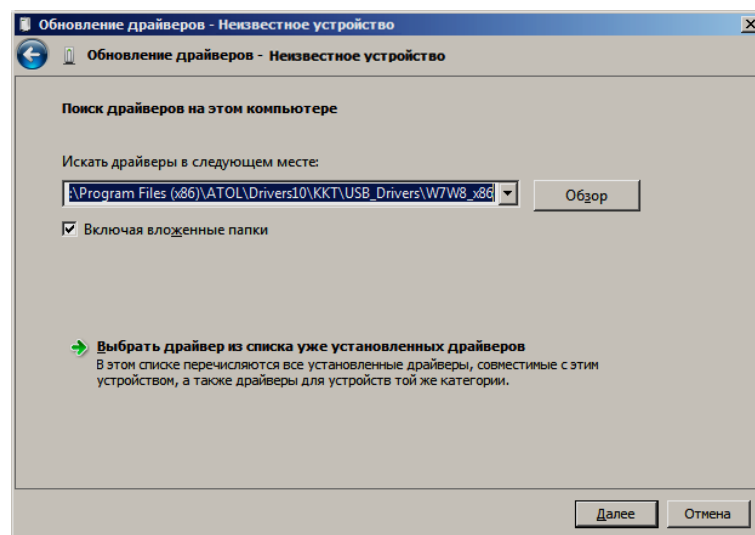 Обновление драйверов - Неизвестное устройство
Обновление драйверов - Неизвестное устройство
Поиск драйверов на этом компьютере
Искать драйверы в следующем месте:
:\Program Files (x86)\ATOL\Drivers10\KKT\USB_Drivers\W7W8_x86
Обзор
Включая вложенные папки
Выбрать драйвер из списка уже установленных драйверов
В этом списке перечисляются все установленные драйверы, совместимые с этим
устройством, а также драйверы для устройств той же категории.
Далее
Отмена